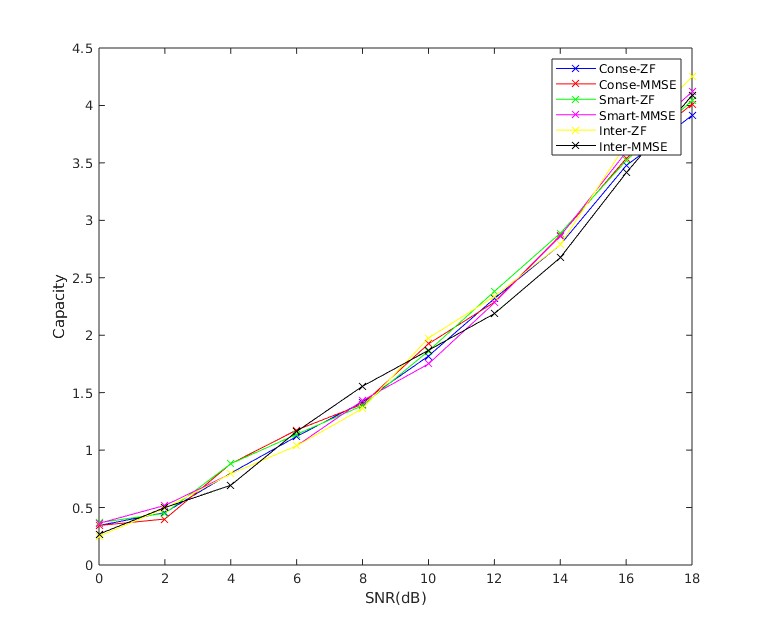 4.5
4
3.5
3
2.5
2
1.5
1
0.5
0
Capacity
Conse-ZF
Conse-MMSE
Smart-ZF
Smart-MMSE
Inter-ZF
Inter-MMSE
0 2 4 6 8 10 12 14 16 18
SNR(dB)